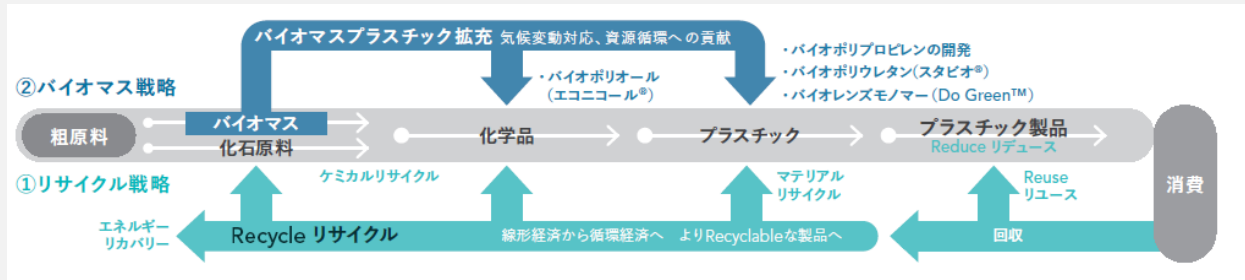 バイオマスプラスチック拡充 気候変動対応、資源循環への貢献
・バイオポリプロピレンの開発
・バイオポリウレタン(スタビオ®)
・バイオレンズモノマー(Do Green™)
・バイオポリオール
(エコニコール®)
②バイオマス戦略
粗原料
バイオマス
化石原料
化学品
プラスチック
プラスチック製品
Reduce リデュース
消費
①リサイクル戦略
ケミカルリサイクル
マテリアル
リサイクル
Reuse
リユース
エネルギー
リカバリー
Recycle リサイクル
線形経済から循環経済へ よりRecyclableな製品へ
回収